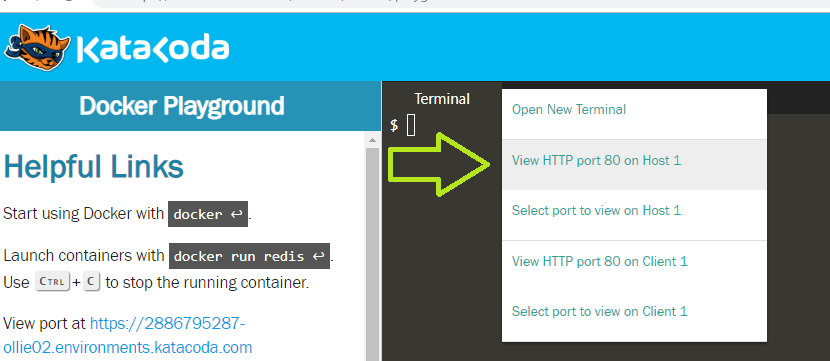 KataKoda
Docker Playground
Helpful Links
Start using Docker with docker ↩.
Launch containers with docker run redis ↩.
Use CTRL+C to stop the running container.
View port at https://2886795287-
ollie02.environments.katacoda.com
Terminal
$
Open New Terminal
View HTTP port 80 on Host 1
Select port to view on Host 1
View HTTP port 80 on Client 1
Select port to view on Client 1